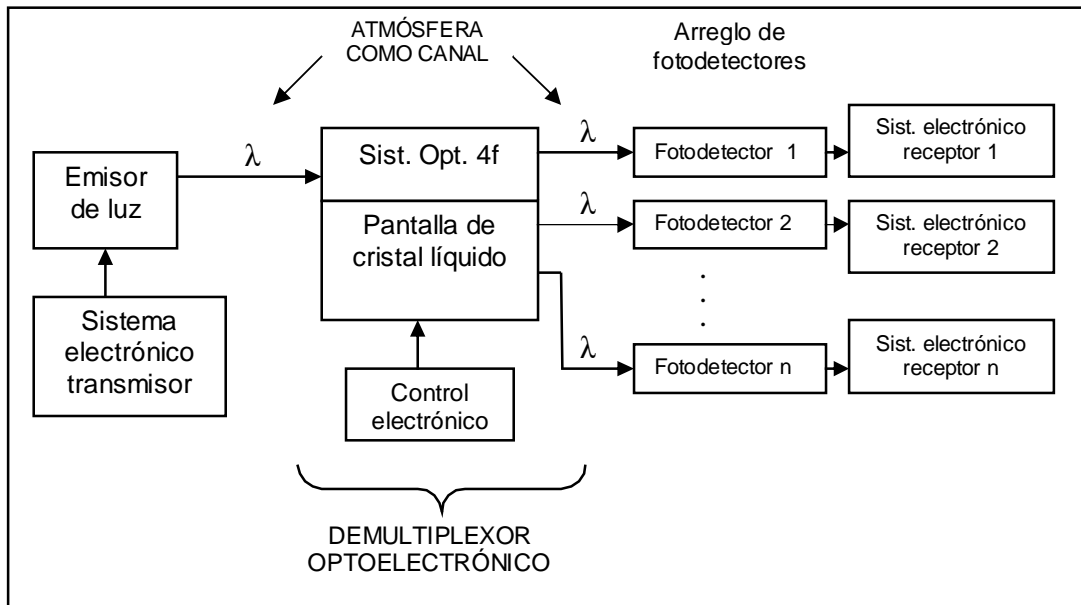 ATMÓSFERA
COMO CANAL
Arreglo de
fotodetectores
Emisor
de luz
Sistema
electrónico
transmisor
λ
Sist. Opt. 4f
Pantalla de
cristal líquido
Control
electrónico
λ
Fotodetector 1
Sist. electrónico
receptor 1
λ
Fotodetector 2
Sist. electrónico
receptor 2
.
.
.
λ
Fotodetector n
Sist. electrónico
receptor n
DEMULTIPLEXOR
OPTOELECTRÓNICO